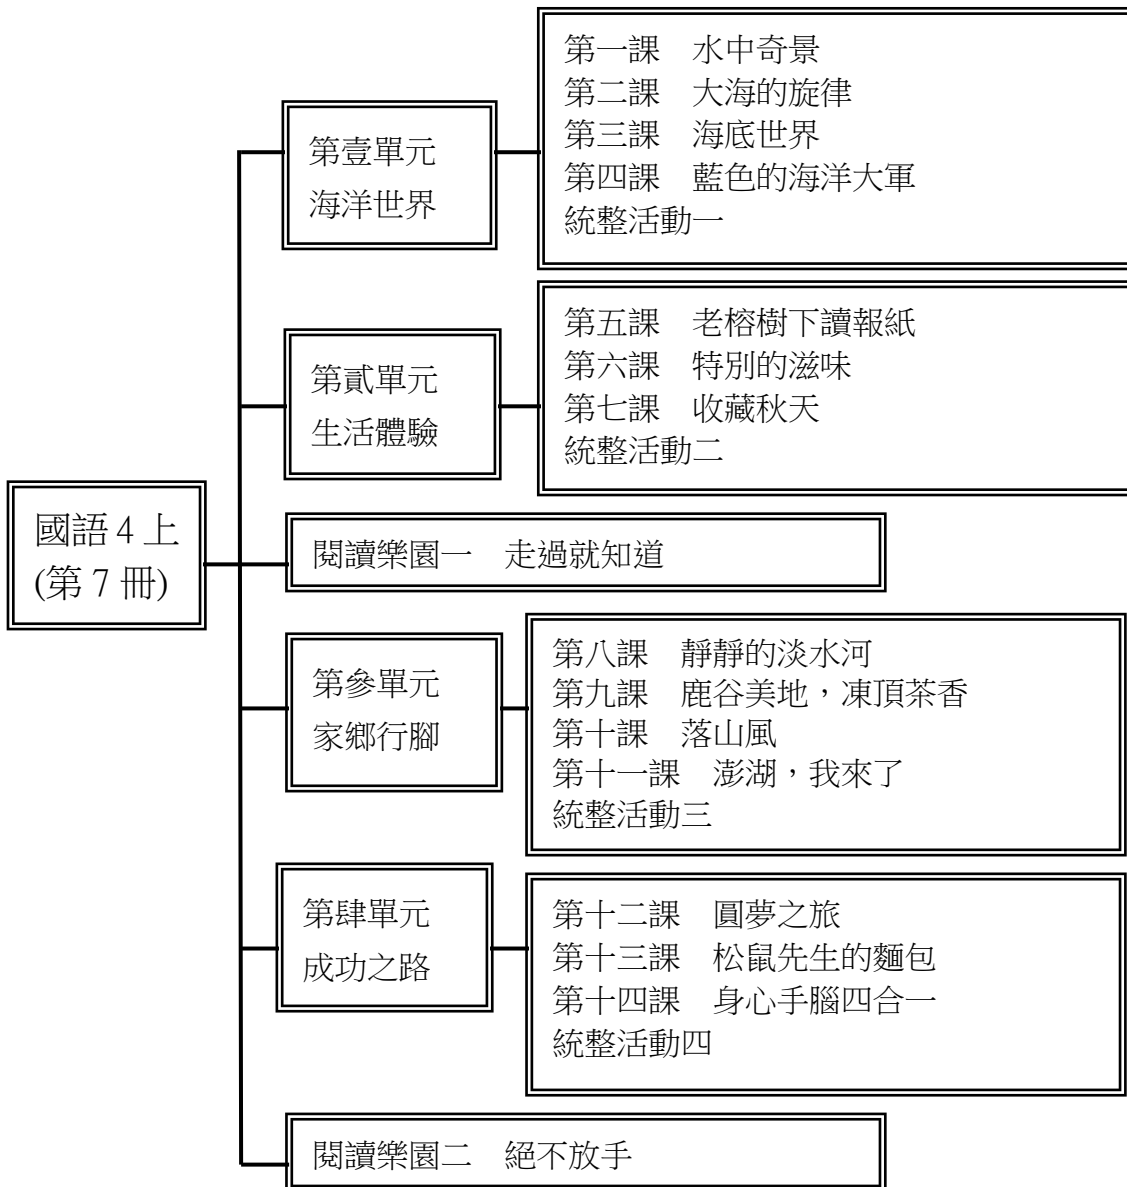 國語 4 上
(第 7 冊)
第壹單元
海洋世界
第一課　水中奇景
第二課　大海的旋律
第三課　海底世界
第四課　藍色的海洋大軍
統整活動一
第貳單元
生活體驗
第五課　老榕樹下讀報紙
第六課　特別的滋味
第七課　收藏秋天
統整活動二
閱讀樂園一　走過就知道
第參單元
家鄉行腳
第八課　靜靜的淡水河
第九課　鹿谷美地，凍頂茶香
第十課　落山風
第十一課　澎湖，我來了
統整活動三
第肆單元
成功之路
第十二課　圓夢之旅
第十三課　松鼠先生的麵包
第十四課　身心手腦四合一
統整活動四
閱讀樂園二　絕不放手